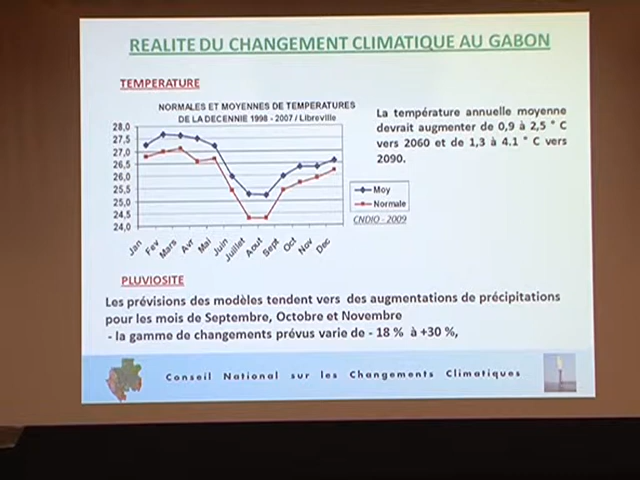 REALITE DU CHANGEMENT CLIMATIQUE AU GABON
TEMPERATURE
NORMALES ET MOYENNES DE TEMPERATURES
DE LA DECENNIE 1998 - 2007 / Libreville
28,0
27,5
27,0
26,5
26,0
25,5
25,0
24,5
24,0
Jan Fev Mars Avr Mai Juin Juillet Aout Sept Oct Nov Dec
Moy
Normale
CNDIO - 2009
La température annuelle moyenne
devrait augmenter de 0,9 à 2,5 ° C
vers 2060 et de 1,3 à 4.1 ° C vers
2090.
PLUVIOSITE
Les prévisions des modèles tendent vers des augmentations de précipitations
pour les mois de Septembre, Octobre et Novembre
- la gamme de changements prévus varie de - 18 % à +30 %,
Conseil National sur les Changements Climatiques